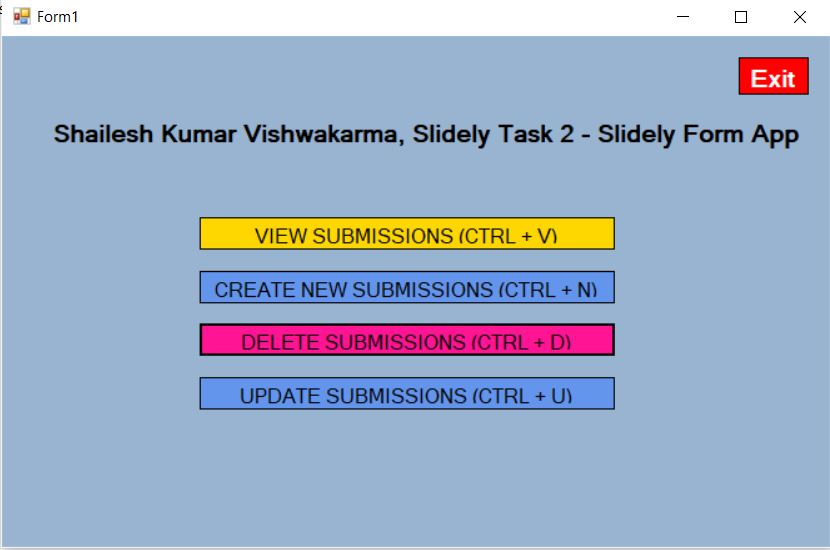 Form1
Exit
Shailesh Kumar Vishwakarma, Slidely Task 2 - Slidely Form App
VIEW SUBMISSIONS (CTRL + V)
CREATE NEW SUBMISSIONS (CTRL + N)
DELETE SUBMISSIONS (CTRL + D)
UPDATE SUBMISSIONS (CTRL + U)